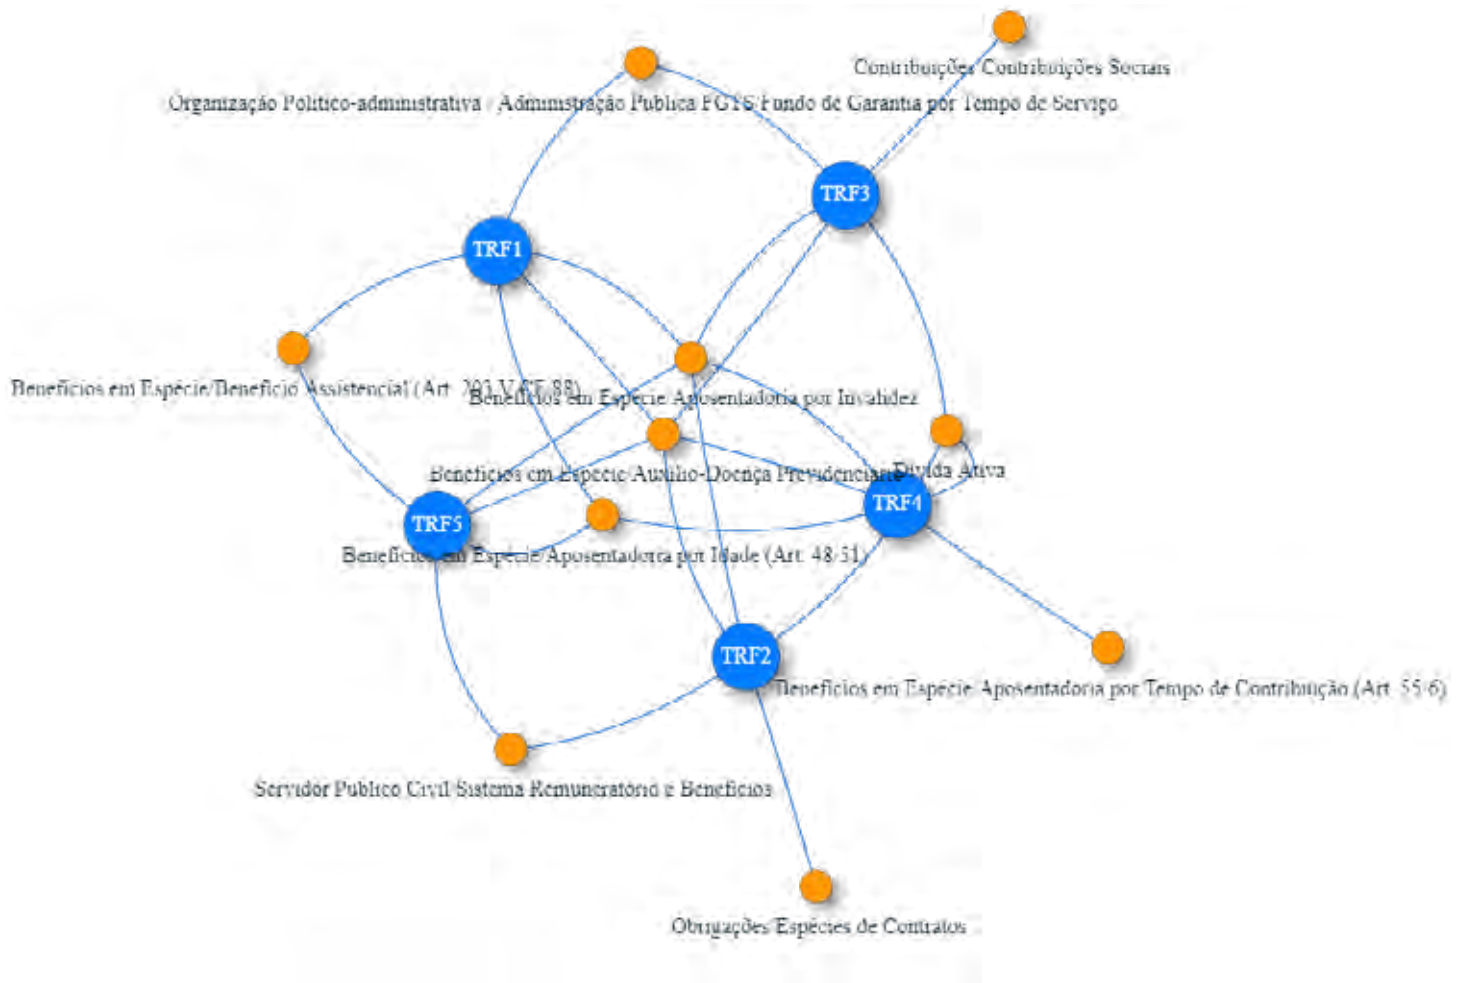 Contribuições Contribuições Sociais
Organização Político-administrativa / Administração Pública FGTS/Fundo de Garantia por Tempo de Serviço
TRF3
TRF1
Benefícios em Espécie/Benefício Assistencial (Art. 203,V CF/88)
Benefícios em Espécie/Aposentadoria por Invalidez
Benefícios em Espécie/Auxílio-Doença Previdenciário
Dívida Ativa
TRF4
TRF5
Benefícios em Espécie/Aposentadoria por Idade (Art. 48/51)
TRF2
Benefícios em Espécie/Aposentadoria por Tempo de Contribuição (Art. 55/6)
Servidor Público Civil/Sistema Remuneratório e Benefícios
Obrigações/Espécies de Contratos